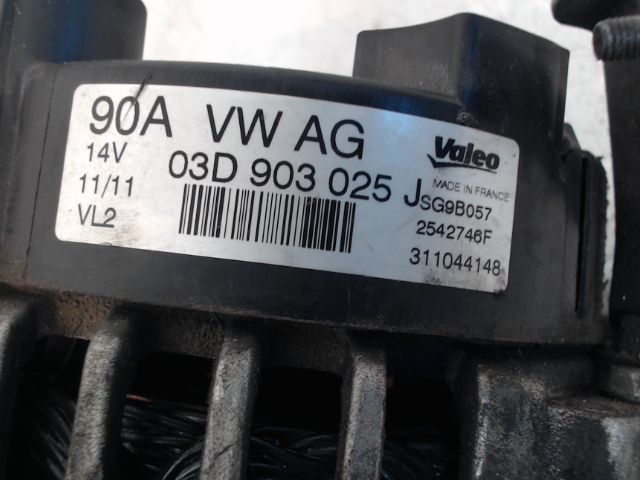 90A VW AG
14V 03D 903 025 J
11/11
VL2
Valeo
MADE IN FRANCE
SG9B057
2542746F
311044148